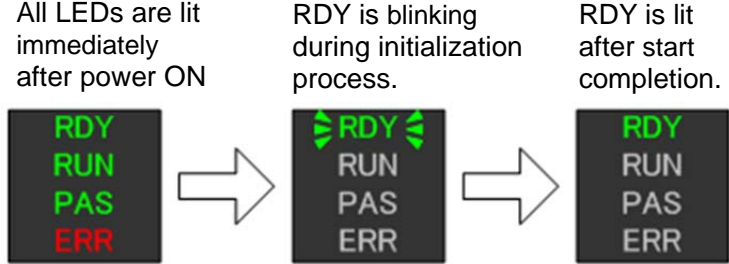 All LEDs are lit
immediately
after power ON
RDY is blinking
during initialization
process.
RDY is lit
after start
completion.
RDY
RUN
PAS
ERR
RDY
RUN
PAS
ERR
RDY
RUN
PAS
ERR